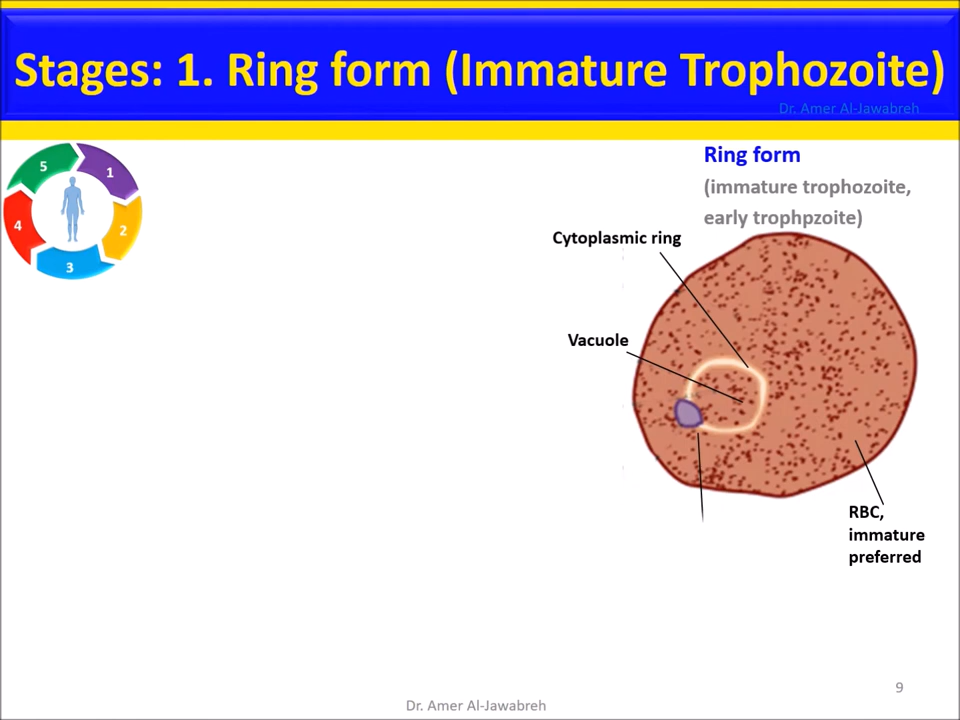 Stages: 1. Ring form (Immature Trophozoite)
Dr. Amer Al-Jawabreh
5
1
4
2
3
Ring form
(immature trophozoite,
early trophpzoite)
Cytoplasmic ring
Vacuole
RBC,
immature
preferred
9
Dr. Amer Al-Jawabreh